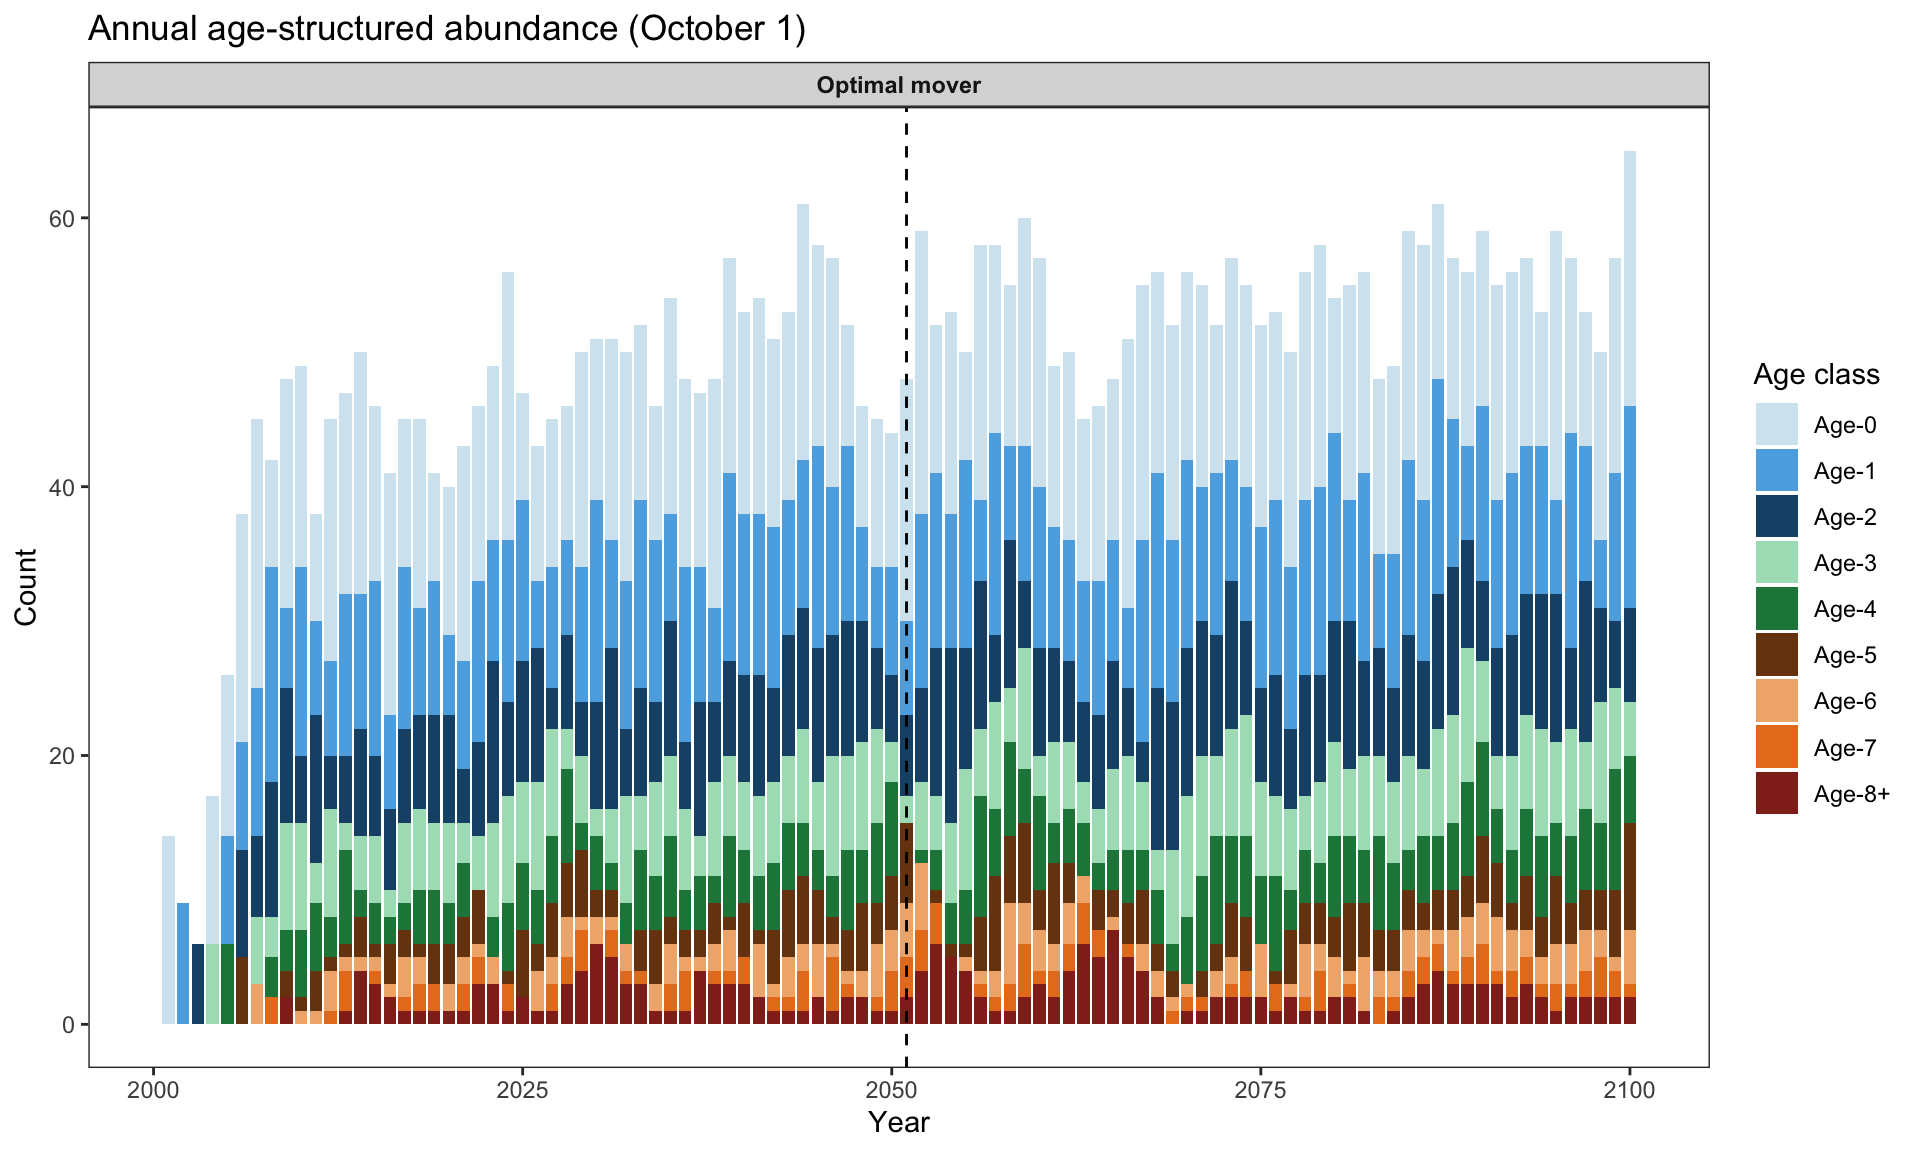 Annual age-structured abundance (October 1)
Optimal mover
Count
60
40
20
0
2000
2025
2050
2075
2100
Year
Age class
Age-0
Age-1
Age-2
Age-3
Age-4
Age-5
Age-6
Age-7
Age-8+